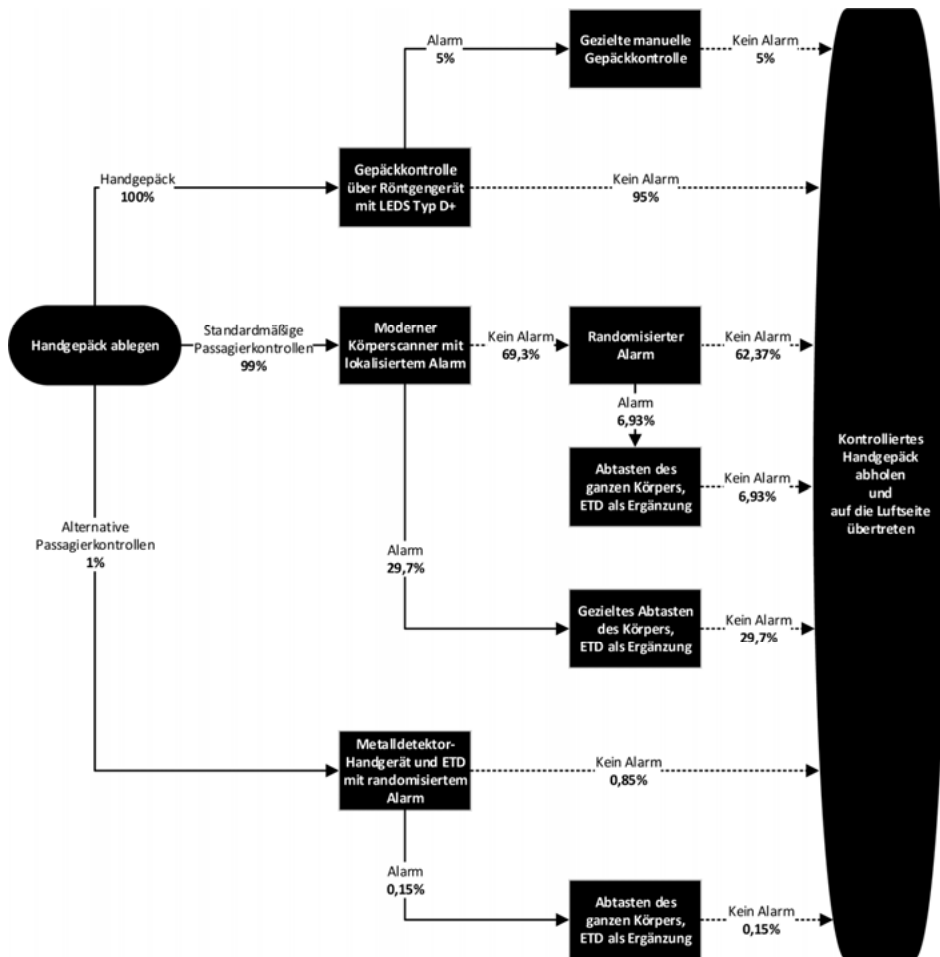 Alarm
5%
Gezielte manuelle
Gepäckkontrolle
Kein Alarm
5%
Handgepäck
100%
Gepäckkontrolle
über Röntgengerät
mit LEDS Typ D+
Kein Alarm
95%
Handgepäck ablegen
Standardmäßige
Passagierkontrollen
99%
Moderner
Körperscanner mit
lokalisiertem Alarm
Kein Alarm
69,3%
Randomisierter
Alarm
Kein Alarm
62,37%
Alarm
6,93%
Abtasten des
ganzen Körpers,
ETD als Ergänzung
Kein Alarm
6,93%
Kontrolliertes
Handgepäck
abholen
und
auf die Luftseite
übertreten
Alternative
Passagierkontrollen
1%
Alarm
29,7%
Gezieltes Abtasten
des Körpers,
ETD als Ergänzung
Kein Alarm
29,7%
Metalldetektor-
Handgerät und ETD
mit randomisiertem
Alarm
Kein Alarm
0,85%
Alarm
0,15%
Abtasten des
ganzen Körpers,
ETD als Ergänzung
Kein Alarm
0,15%